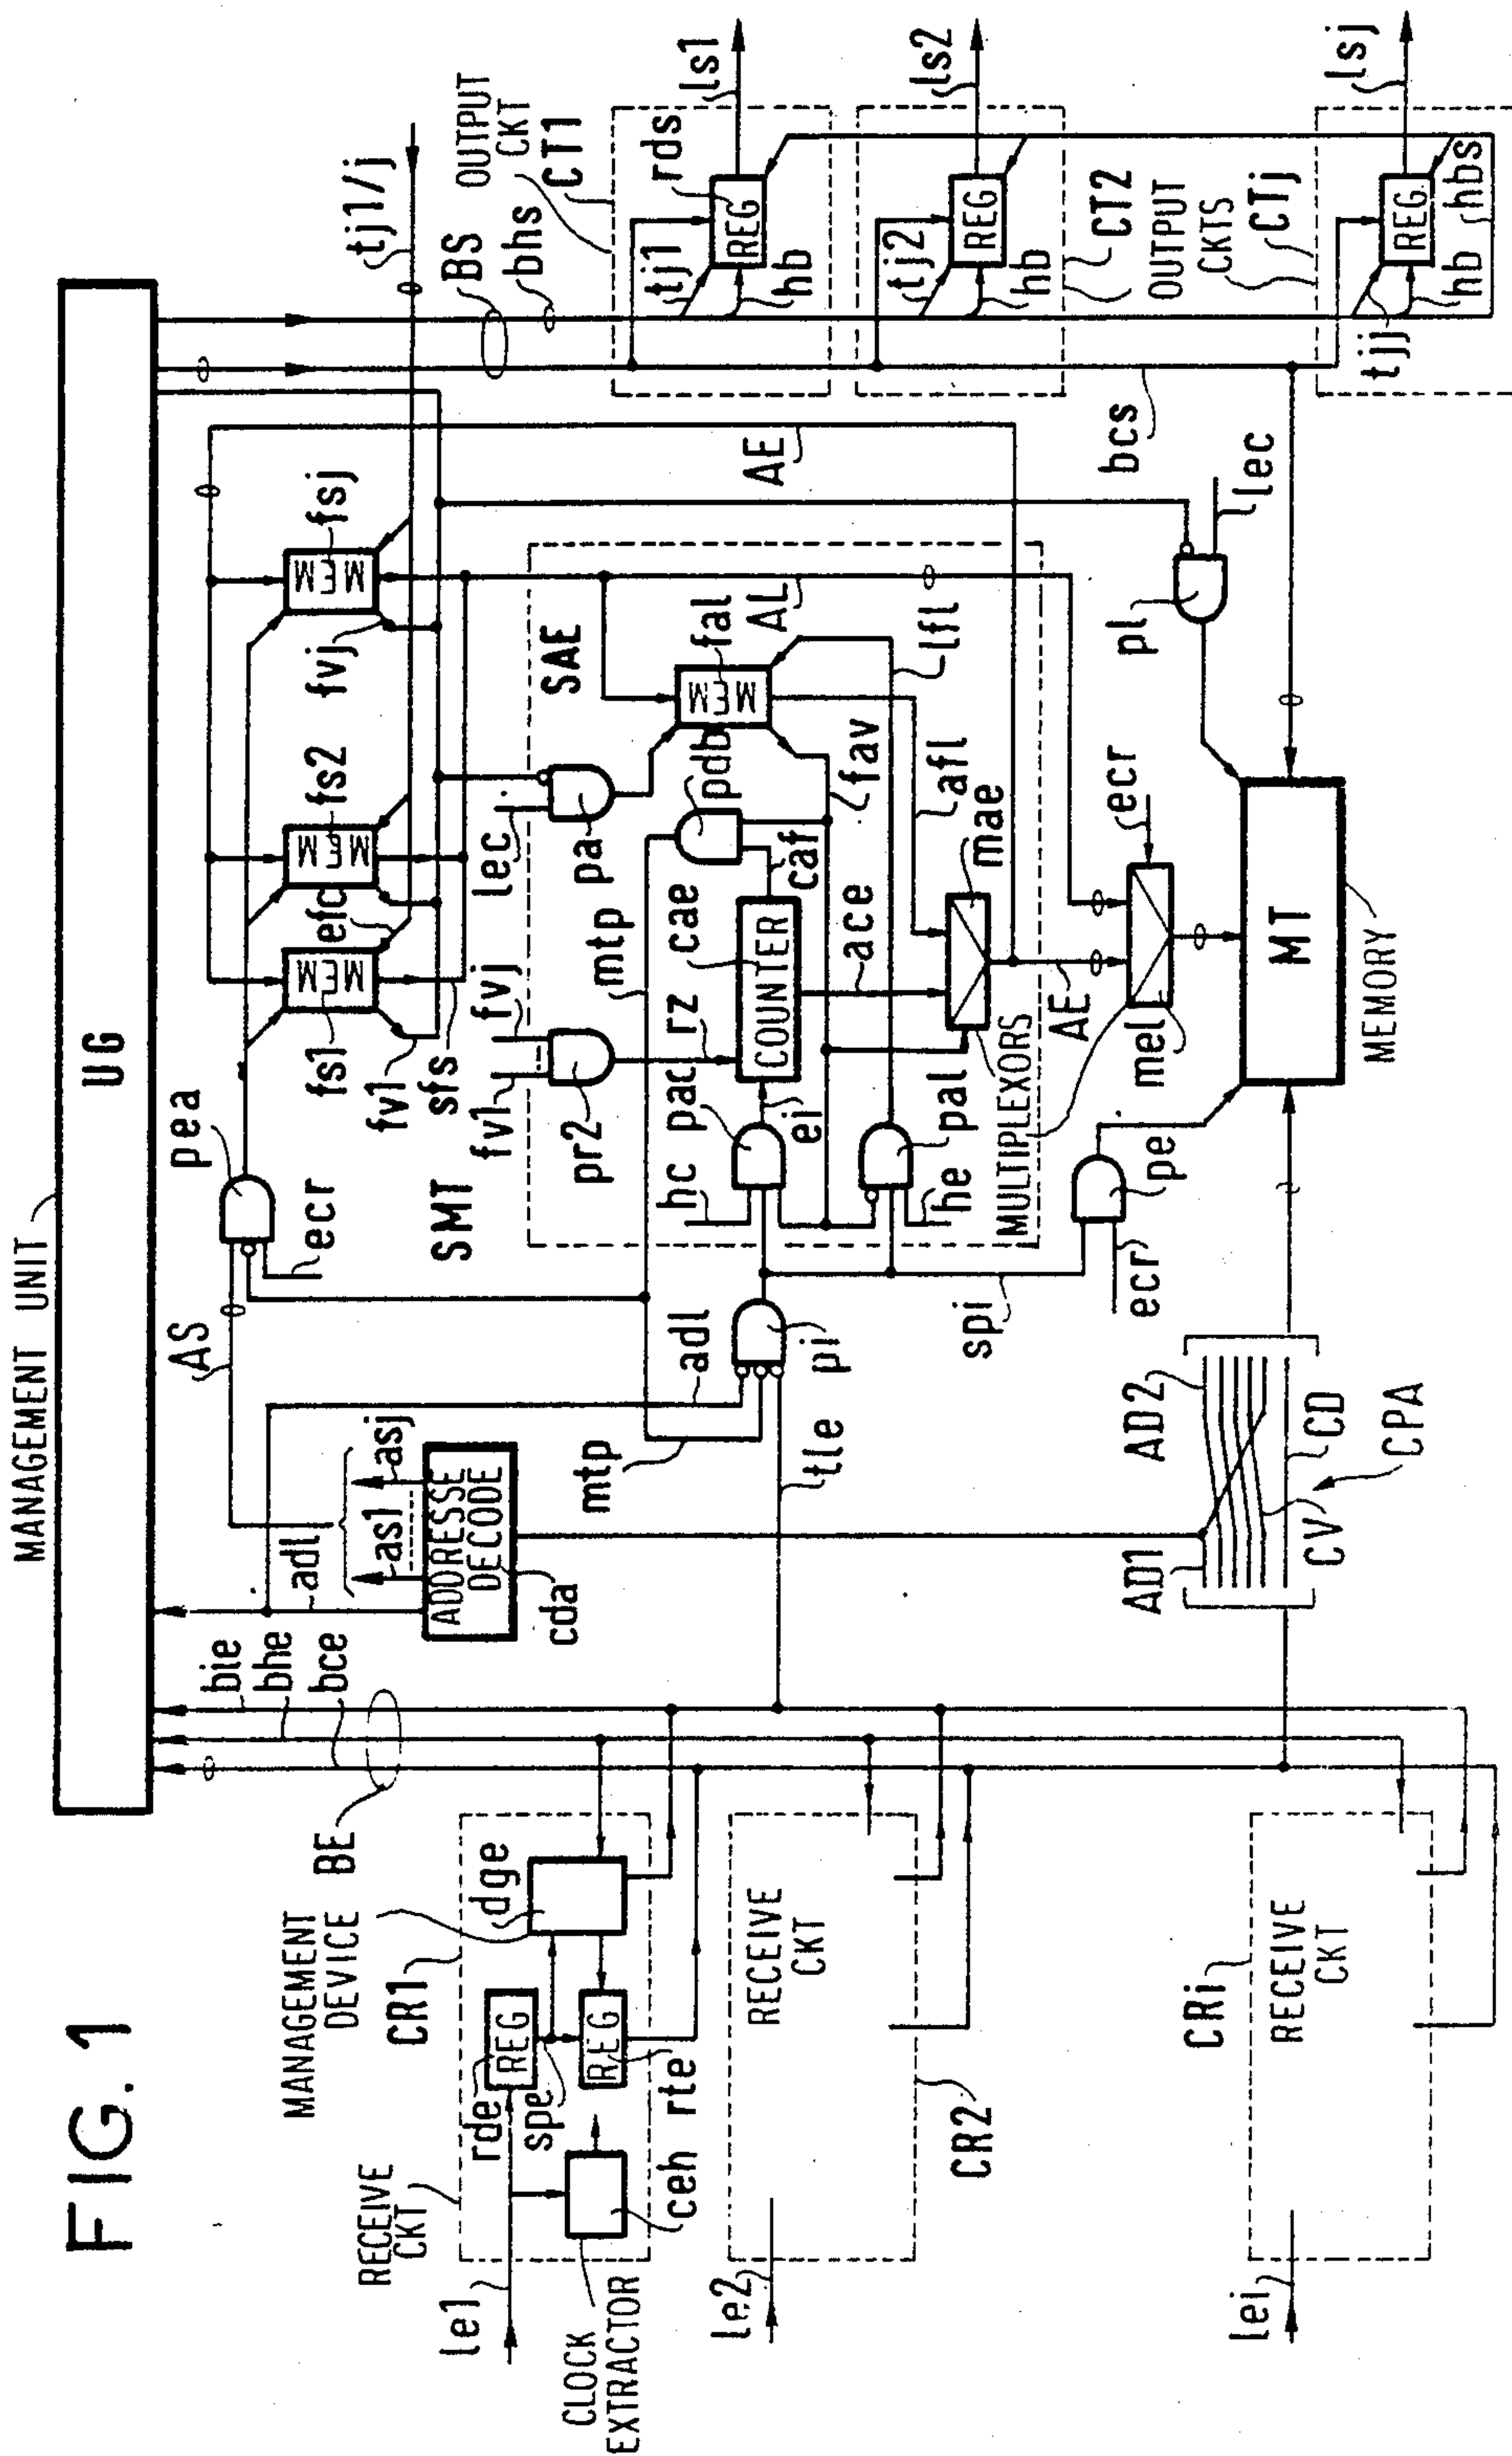 FIG. 1
MANAGEMENT UNIT
UG
BE
bie
bhe
bce
adl
as1
asj
AS
ADDRESSE
DECODE
cda
adl
mtp
tle
pi
pea
ecr
SMT
fs1
MEM
efc
fs2
MEM
fsj
MEM
fv1
sfs
fvj
tj1/j
BS
bhs
AE
OUTPUT
CKT
CT1
tj1
REG
rds
hb
ls1
tj2
REG
hb
ls2
CT2
OUTPUT
CKTS
CTj
tjj
REG
hb
hbs
lsj
bcs
lec
pl
SAE
lec
pa
MEM
fal
AL
lfl
fav
afl
pdb
caf
mtp
fv1
fvj
pr2
rz
cae
COUNTER
ace
mae
hc
pac
ei
pal
he
MULTIPLEXORS
AE
mel
ecr
spi
pe
ecr
MT
MEMORY
AD1
AD2
CV
CD
CPA
RECEIVE
CKT
MANAGEMENT
DEVICE
CR1
le1
rde
REG
spe
dge
REG
rte
ceh
CLOCK
EXTRACTOR
le2
RECEIVE
CKT
CR2
lei
CRi
RECEIVE
CKT